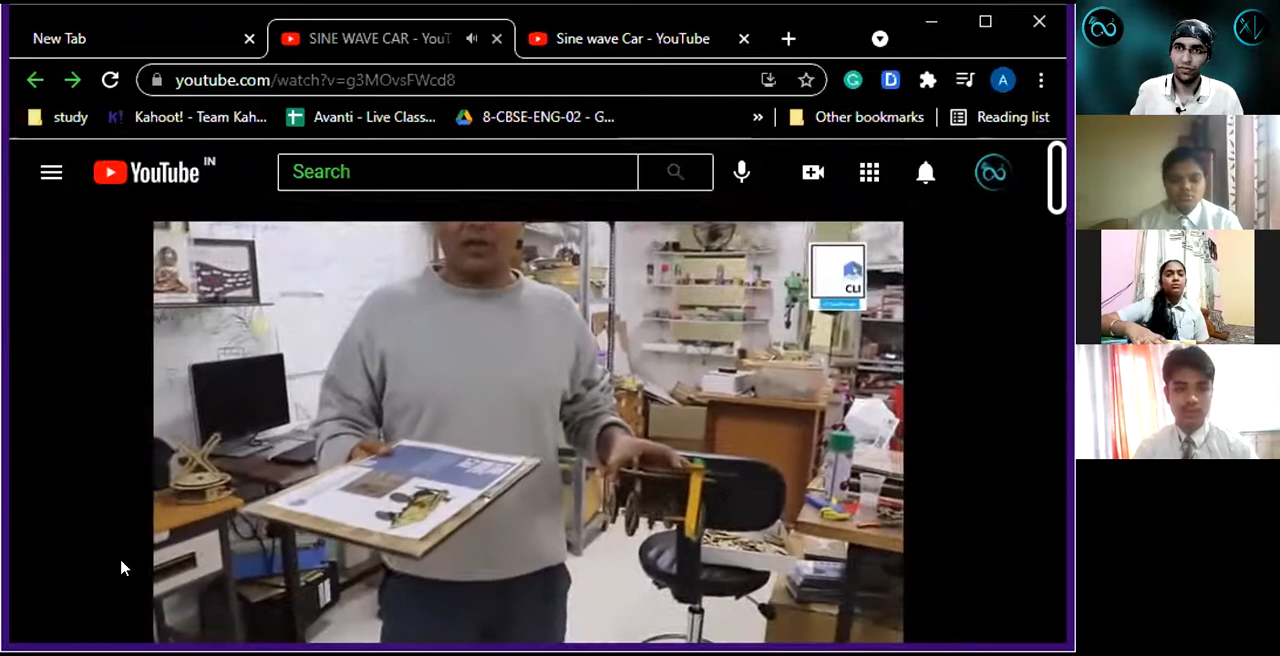 New Tab
SINE WAVE CAR - YouT
Sine wave Car - YouTube
youtube.com/watch?v=g3MOvsFWcd8
A
study
K! Kahoot! - Team Kah...
Avanti - Live Class...
8-CBSE-ENG-02 - G...
»
Other bookmarks
Reading list
YouTube IN
Search
CLI